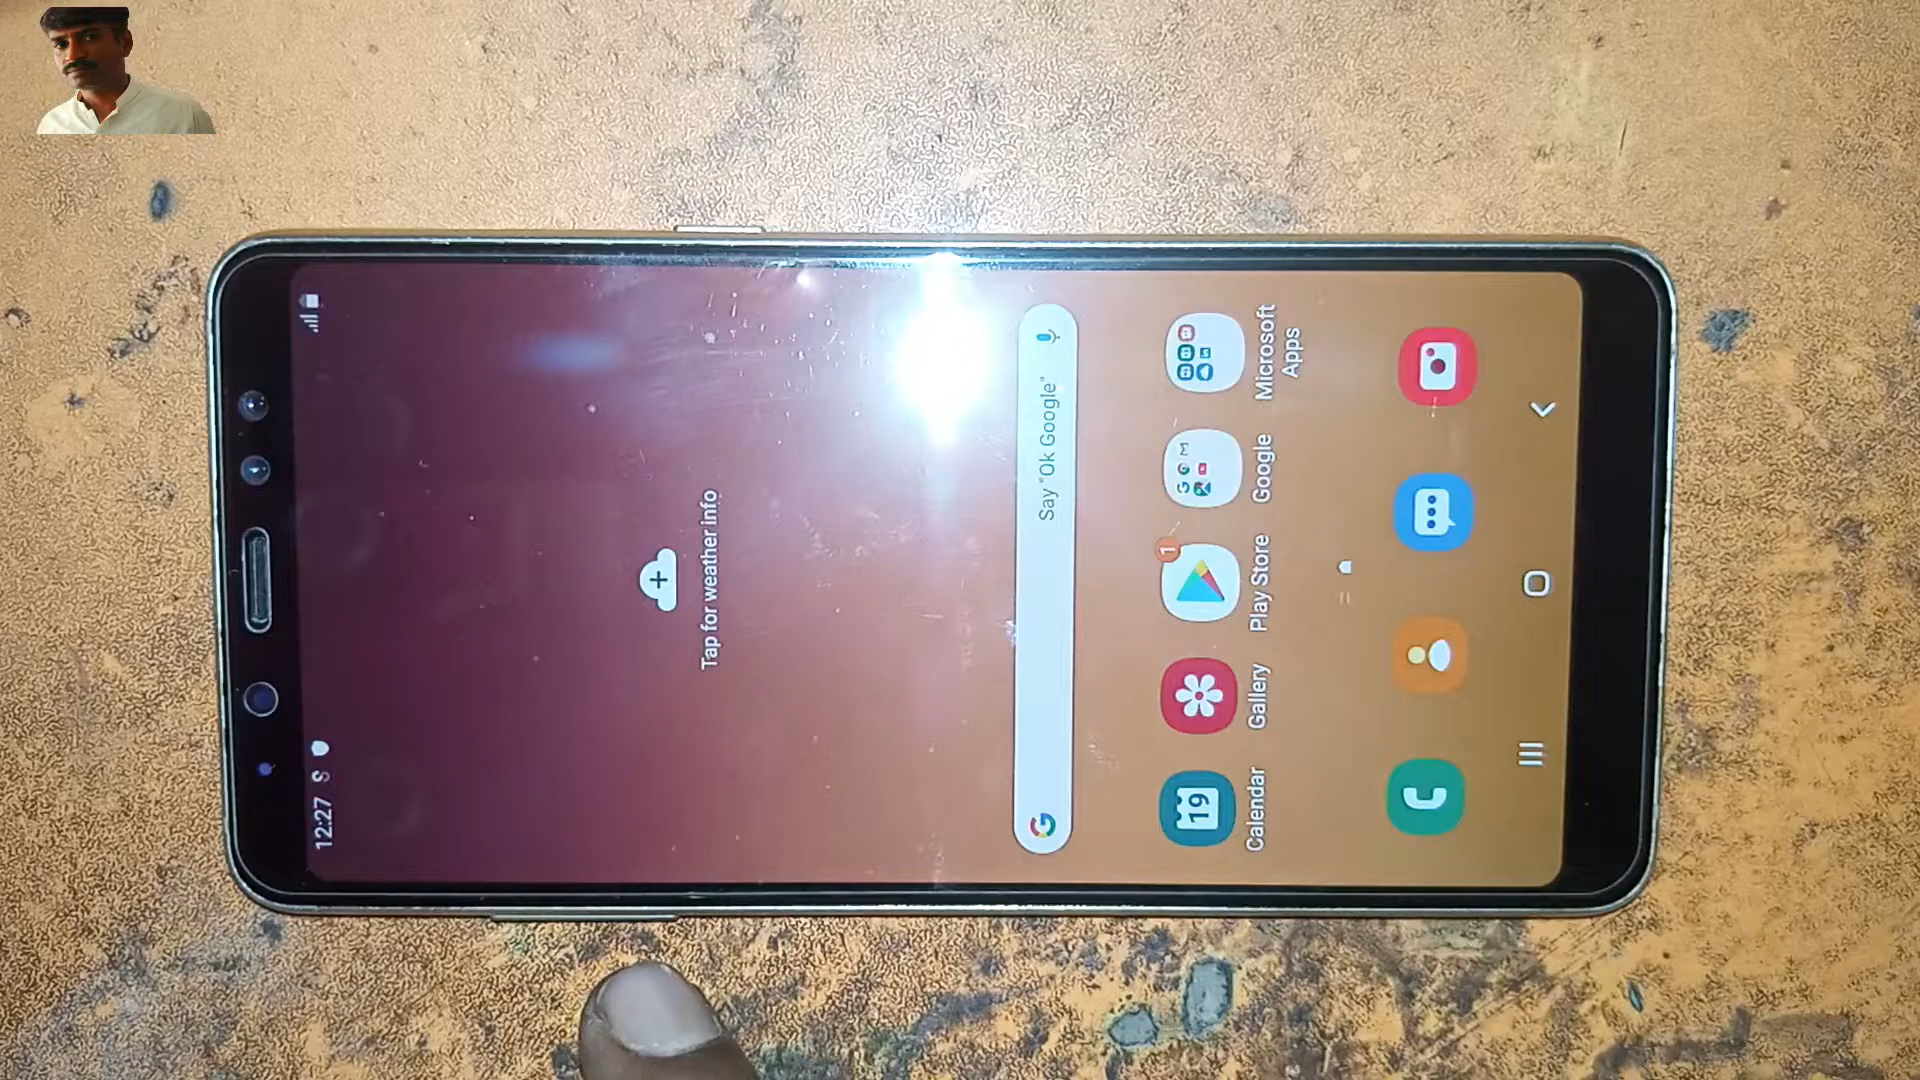 12:27
Tap for weather info
Say "Ok Google"
19
1
Calendar
Gallery
Play Store
Google
Microsoft
Apps